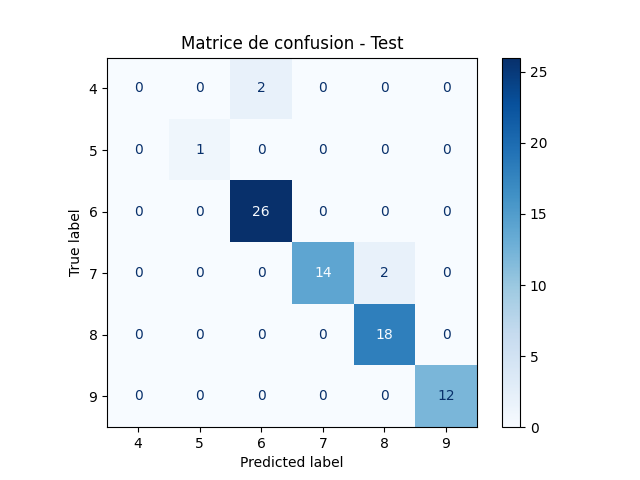 Matrice de confusion - Test
4 0 0 2 0 0 0
5 0 1 0 0 0 0
6 0 0 26 0 0 0
7 0 0 0 14 2 0
8 0 0 0 0 18 0
9 0 0 0 0 0 12
4 5 6 7 8 9
True label
Predicted label
25
20
15
10
5
0